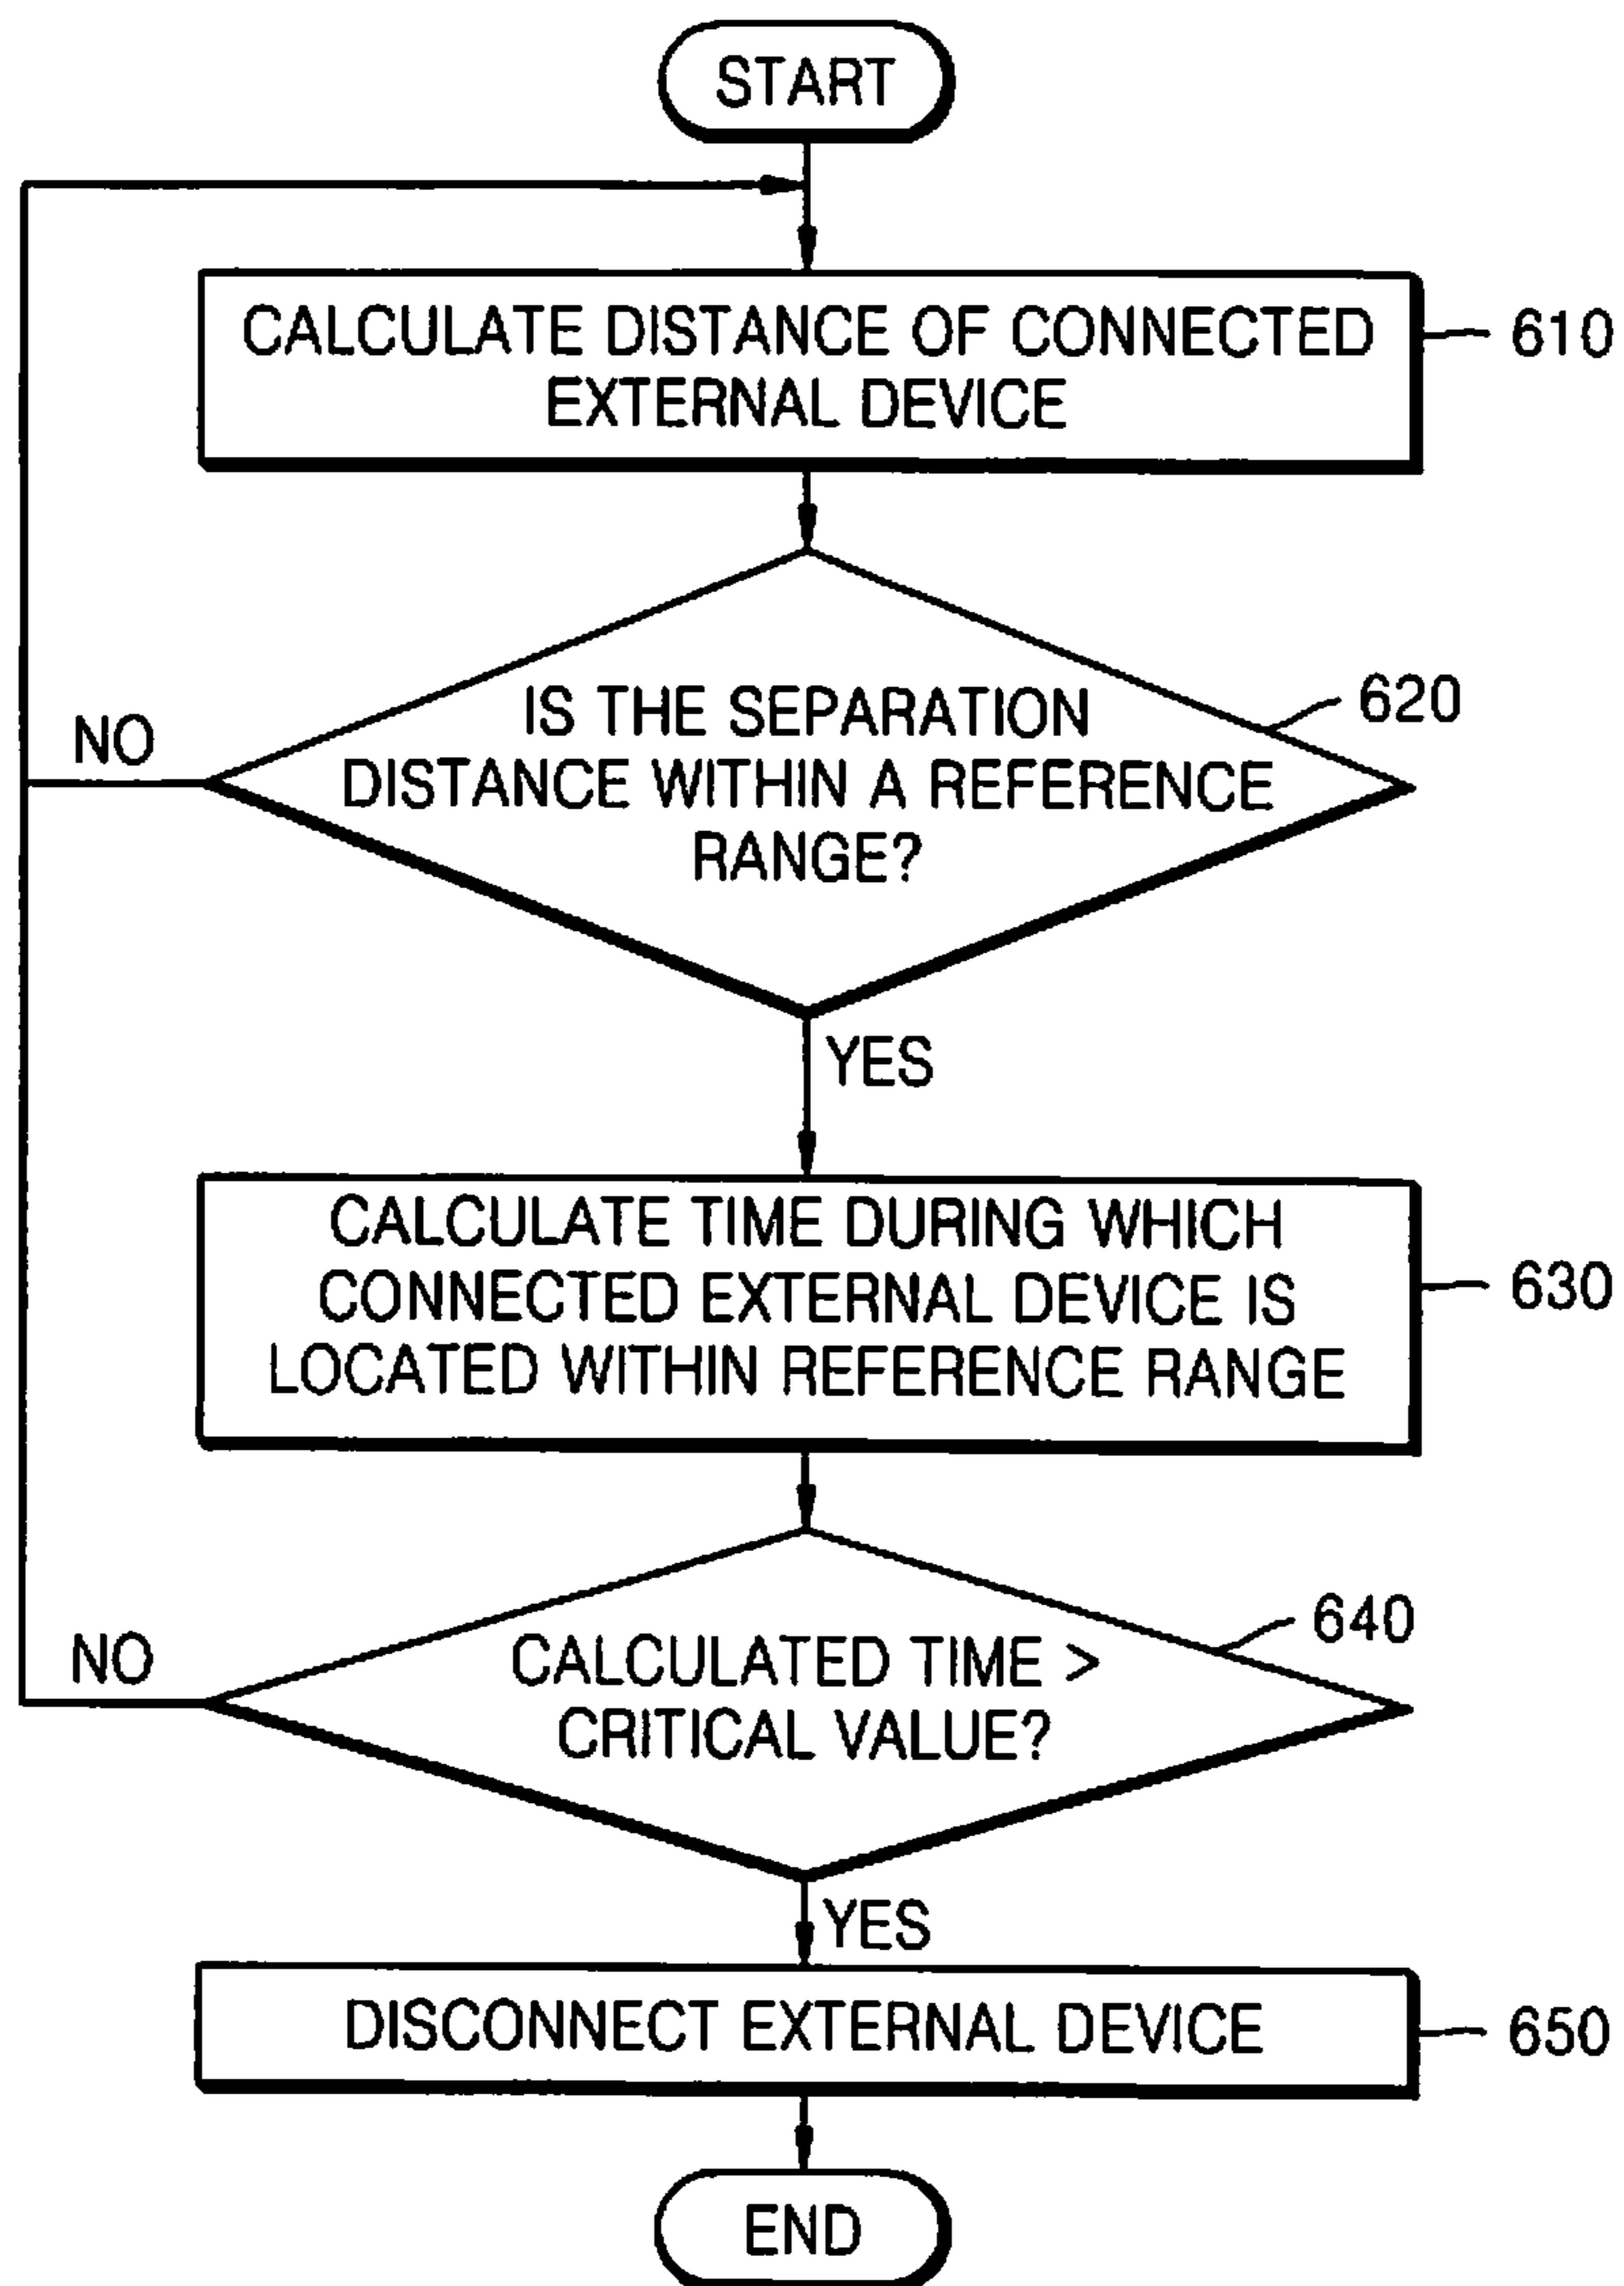 START
CALCULATE DISTANCE OF CONNECTED
EXTERNAL DEVICE
610
IS THE SEPARATION
DISTANCE WITHIN A REFERENCE
RANGE?
620
NO
YES
CALCULATE TIME DURING WHICH
CONNECTED EXTERNAL DEVICE IS
LOCATED WITHIN REFERENCE RANGE
630
CALCULATED TIME >
CRITICAL VALUE?
640
NO
YES
DISCONNECT EXTERNAL DEVICE
650
END